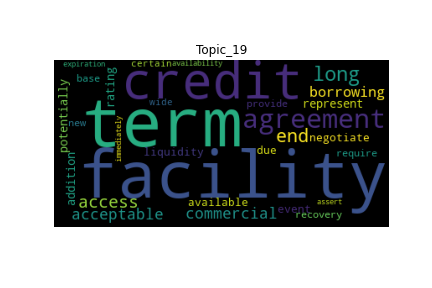 Topic_19
expiration certain availability
credit long
base rating borrowing
potentially wide provide represent
new term agreement
immediately end negotiate
liquidity due require
addition facility
access available assert
acceptable commercial event recovery